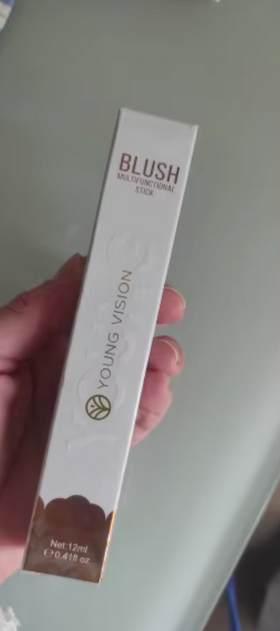 BLUSH
MULTIFUNCTIONAL
STICK
YOUNG VISION
Net:12ml
℮0.418 oz